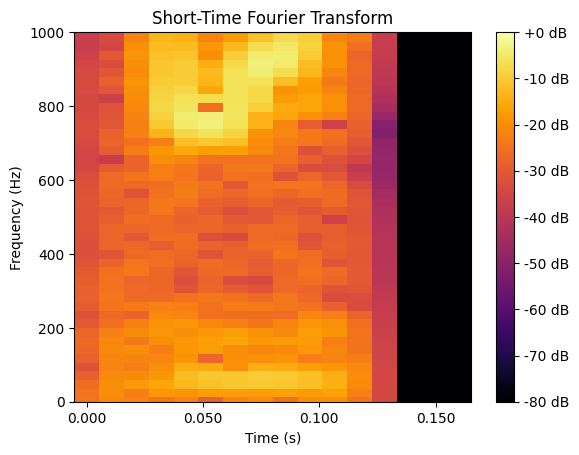 Short-Time Fourier Transform
1000
800
600
400
200
0
Frequency (Hz)
0.000
0.050
0.100
0.150
Time (s)
+0 dB
-10 dB
-20 dB
-30 dB
-40 dB
-50 dB
-60 dB
-70 dB
-80 dB